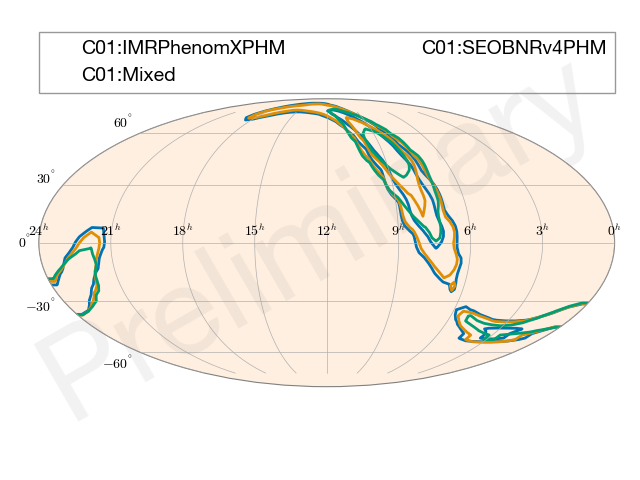 C01:IMRPhenomXPHM C01:SEOBNRv4PHM
C01:Mixed
60°
30°
0°
24h 21h 18h 15h 12h 9h 6h 3h 0h
−30°
−60°
Preliminary